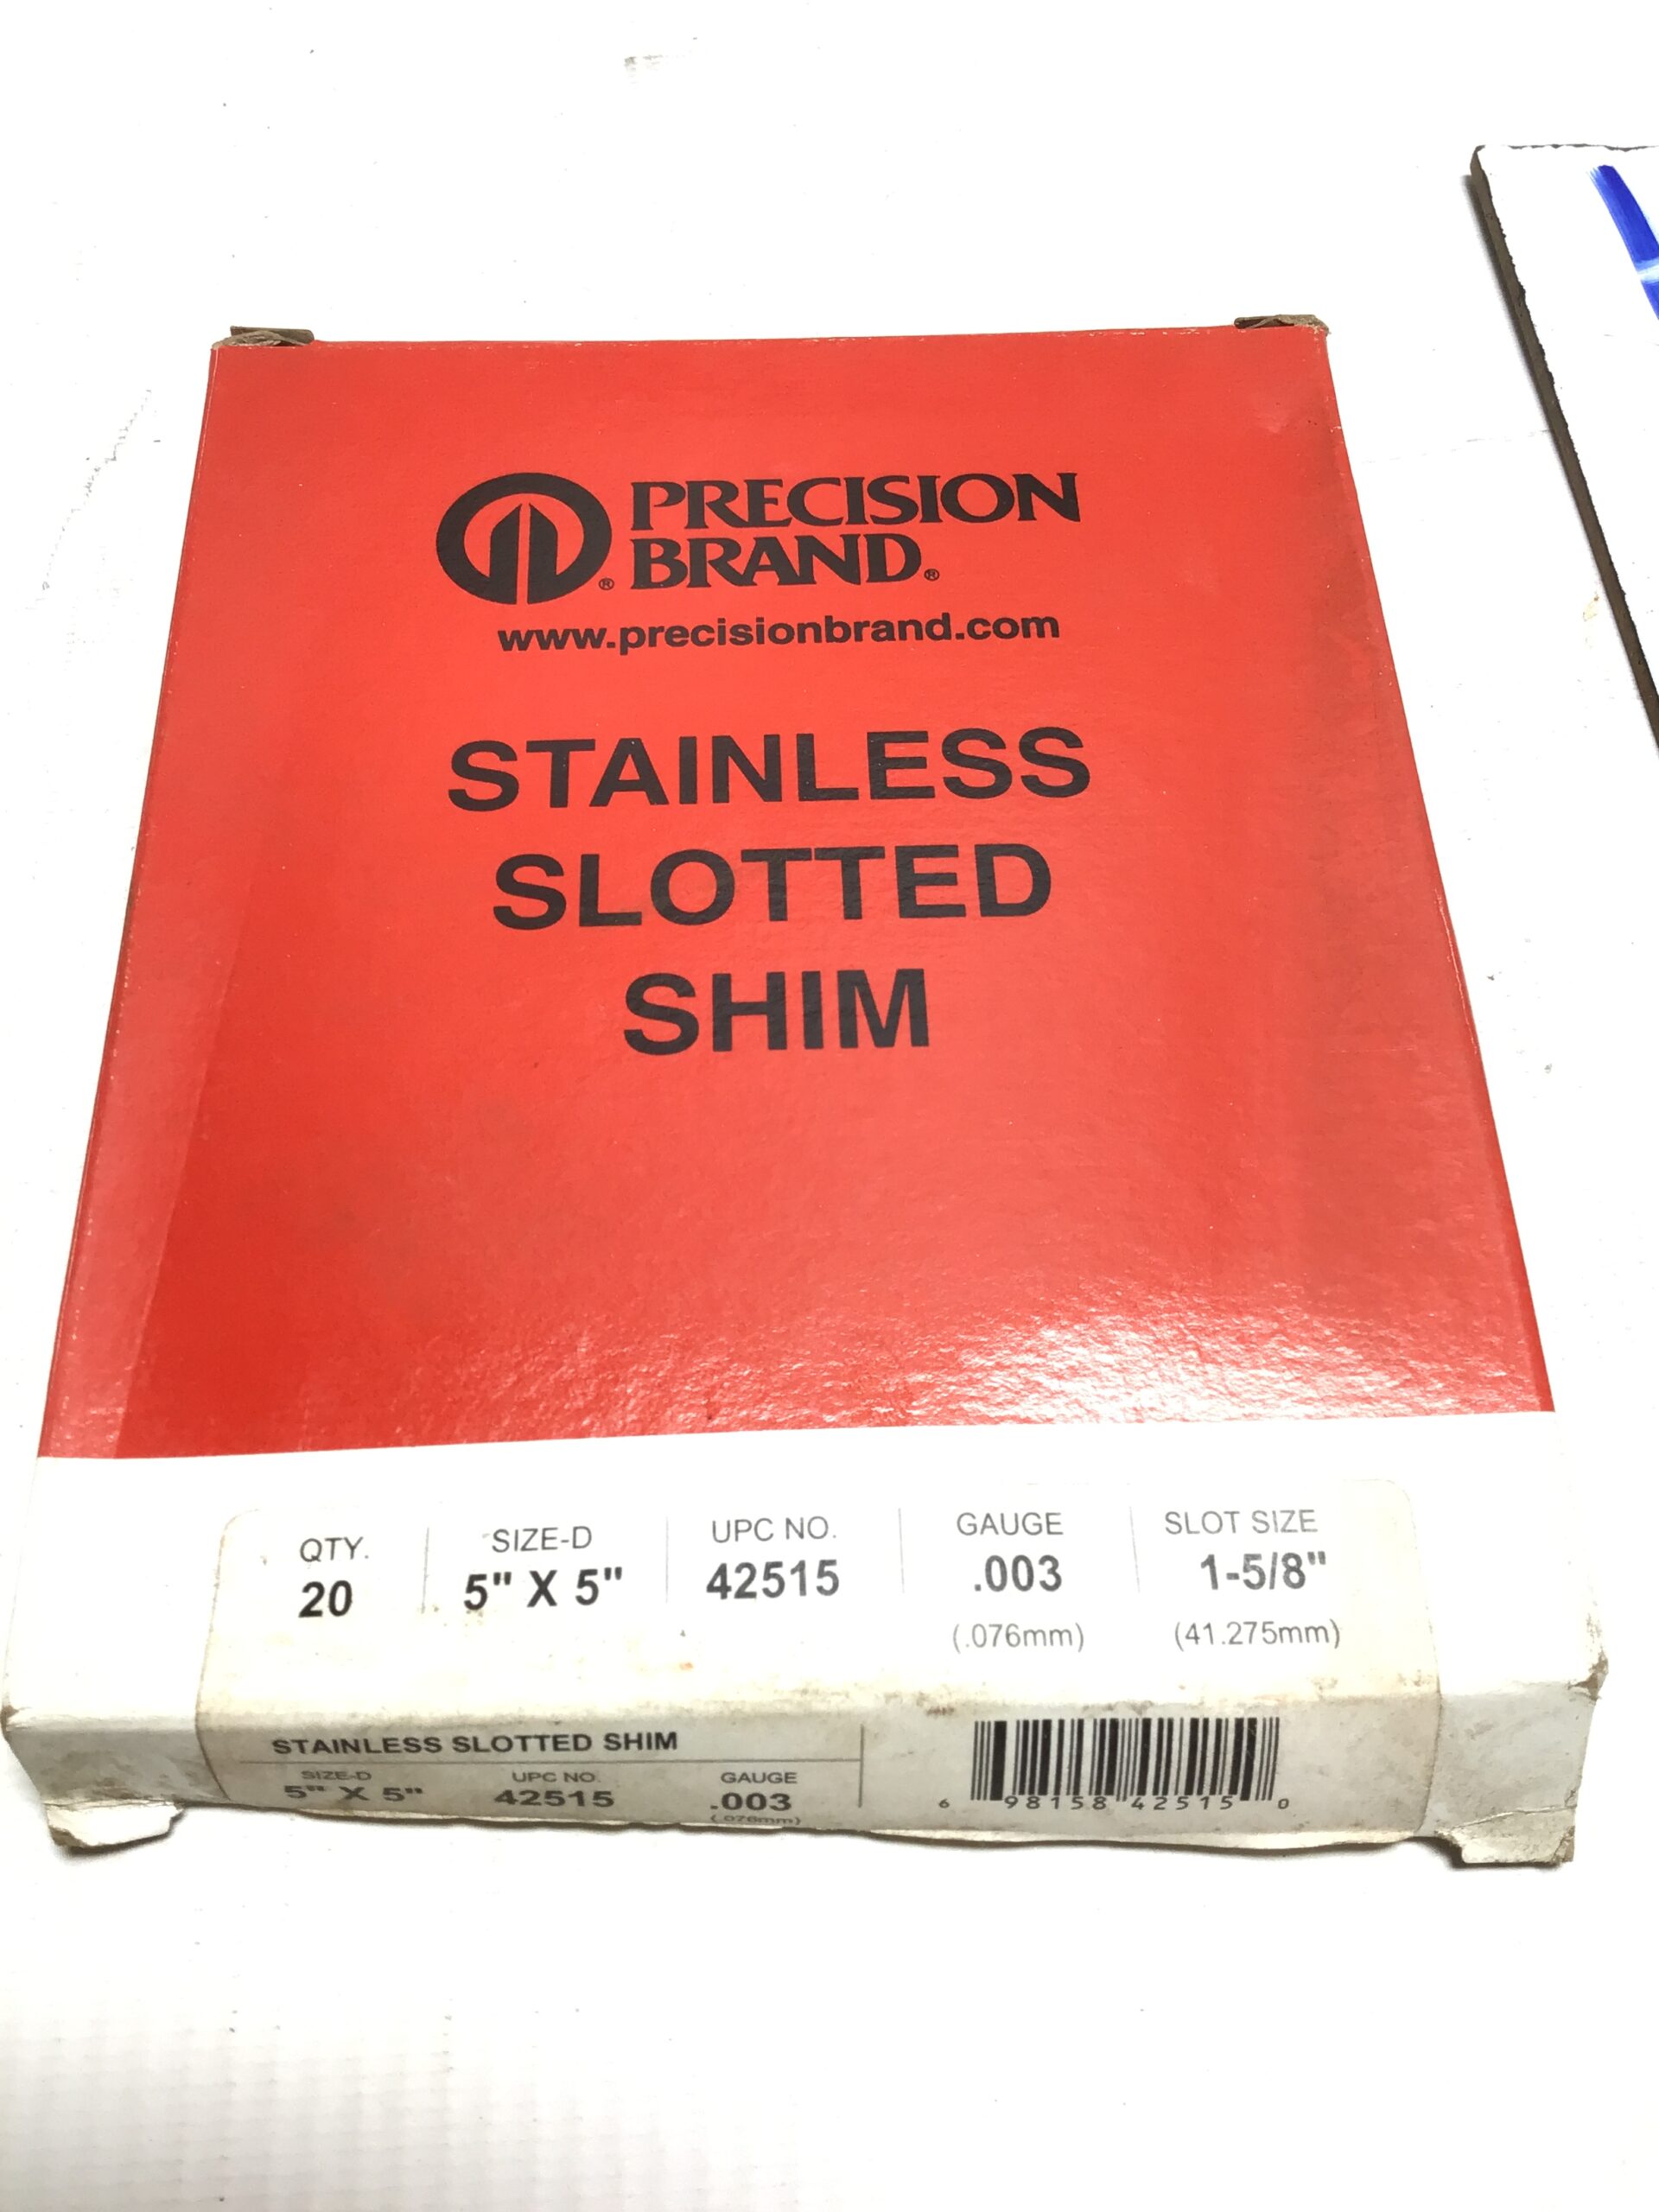 PRECISION
BRAND®
®
www.precisionbrand.com
STAINLESS
SLOTTED
SHIM
QTY. SIZE-D UPC NO. GAUGE SLOT SIZE
20 5" X 5" 42515 .003 1-5/8"
(.076mm) (41.275mm)
STAINLESS SLOTTED SHIM
SIZE-D UPC NO. GAUGE
5" X 5" 42515 .003
(.076mm)
6 98158 42515 0